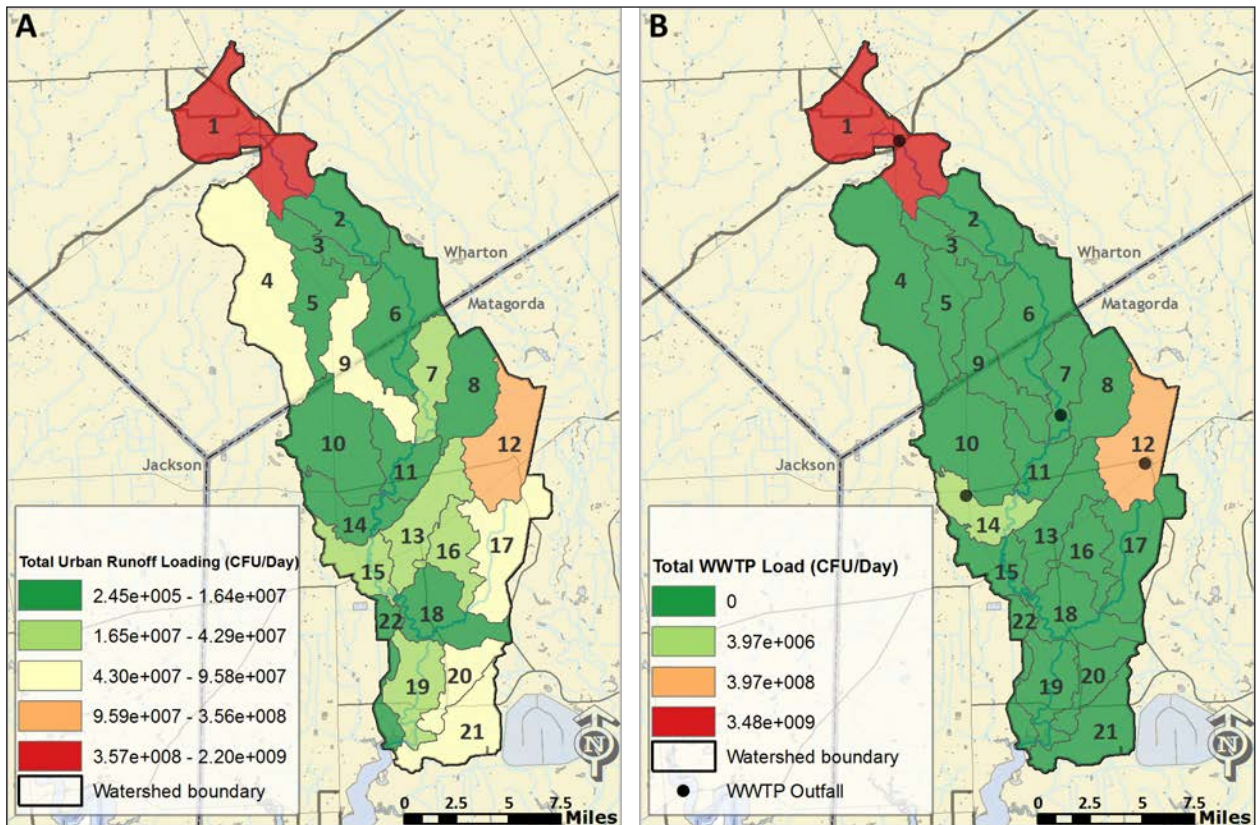 A
1
2
3
4
Wharton
5
6
Matagorda
9
7
8
10
12
Jackson
11
14
13
16
17
15
18
22
20
19
21
Total Urban Runoff Loading (CFU/Day)
2.45e+005 - 1.64e+007
1.65e+007 - 4.29e+007
4.30e+007 - 9.58e+007
9.59e+007 - 3.56e+008
3.57e+008 - 2.20e+009
Watershed boundary
N
0 2.5 5 7.5
Miles
B
1
2
3
4
Wharton
5
6
Matagorda
9
7
8
10
12
Jackson
11
14
13
16
17
15
18
22
20
19
21
Total WWTP Load (CFU/Day)
0
3.97e+006
3.97e+008
3.48e+009
Watershed boundary
WWTP Outfall
N
0 2.5 5 7.5
Miles